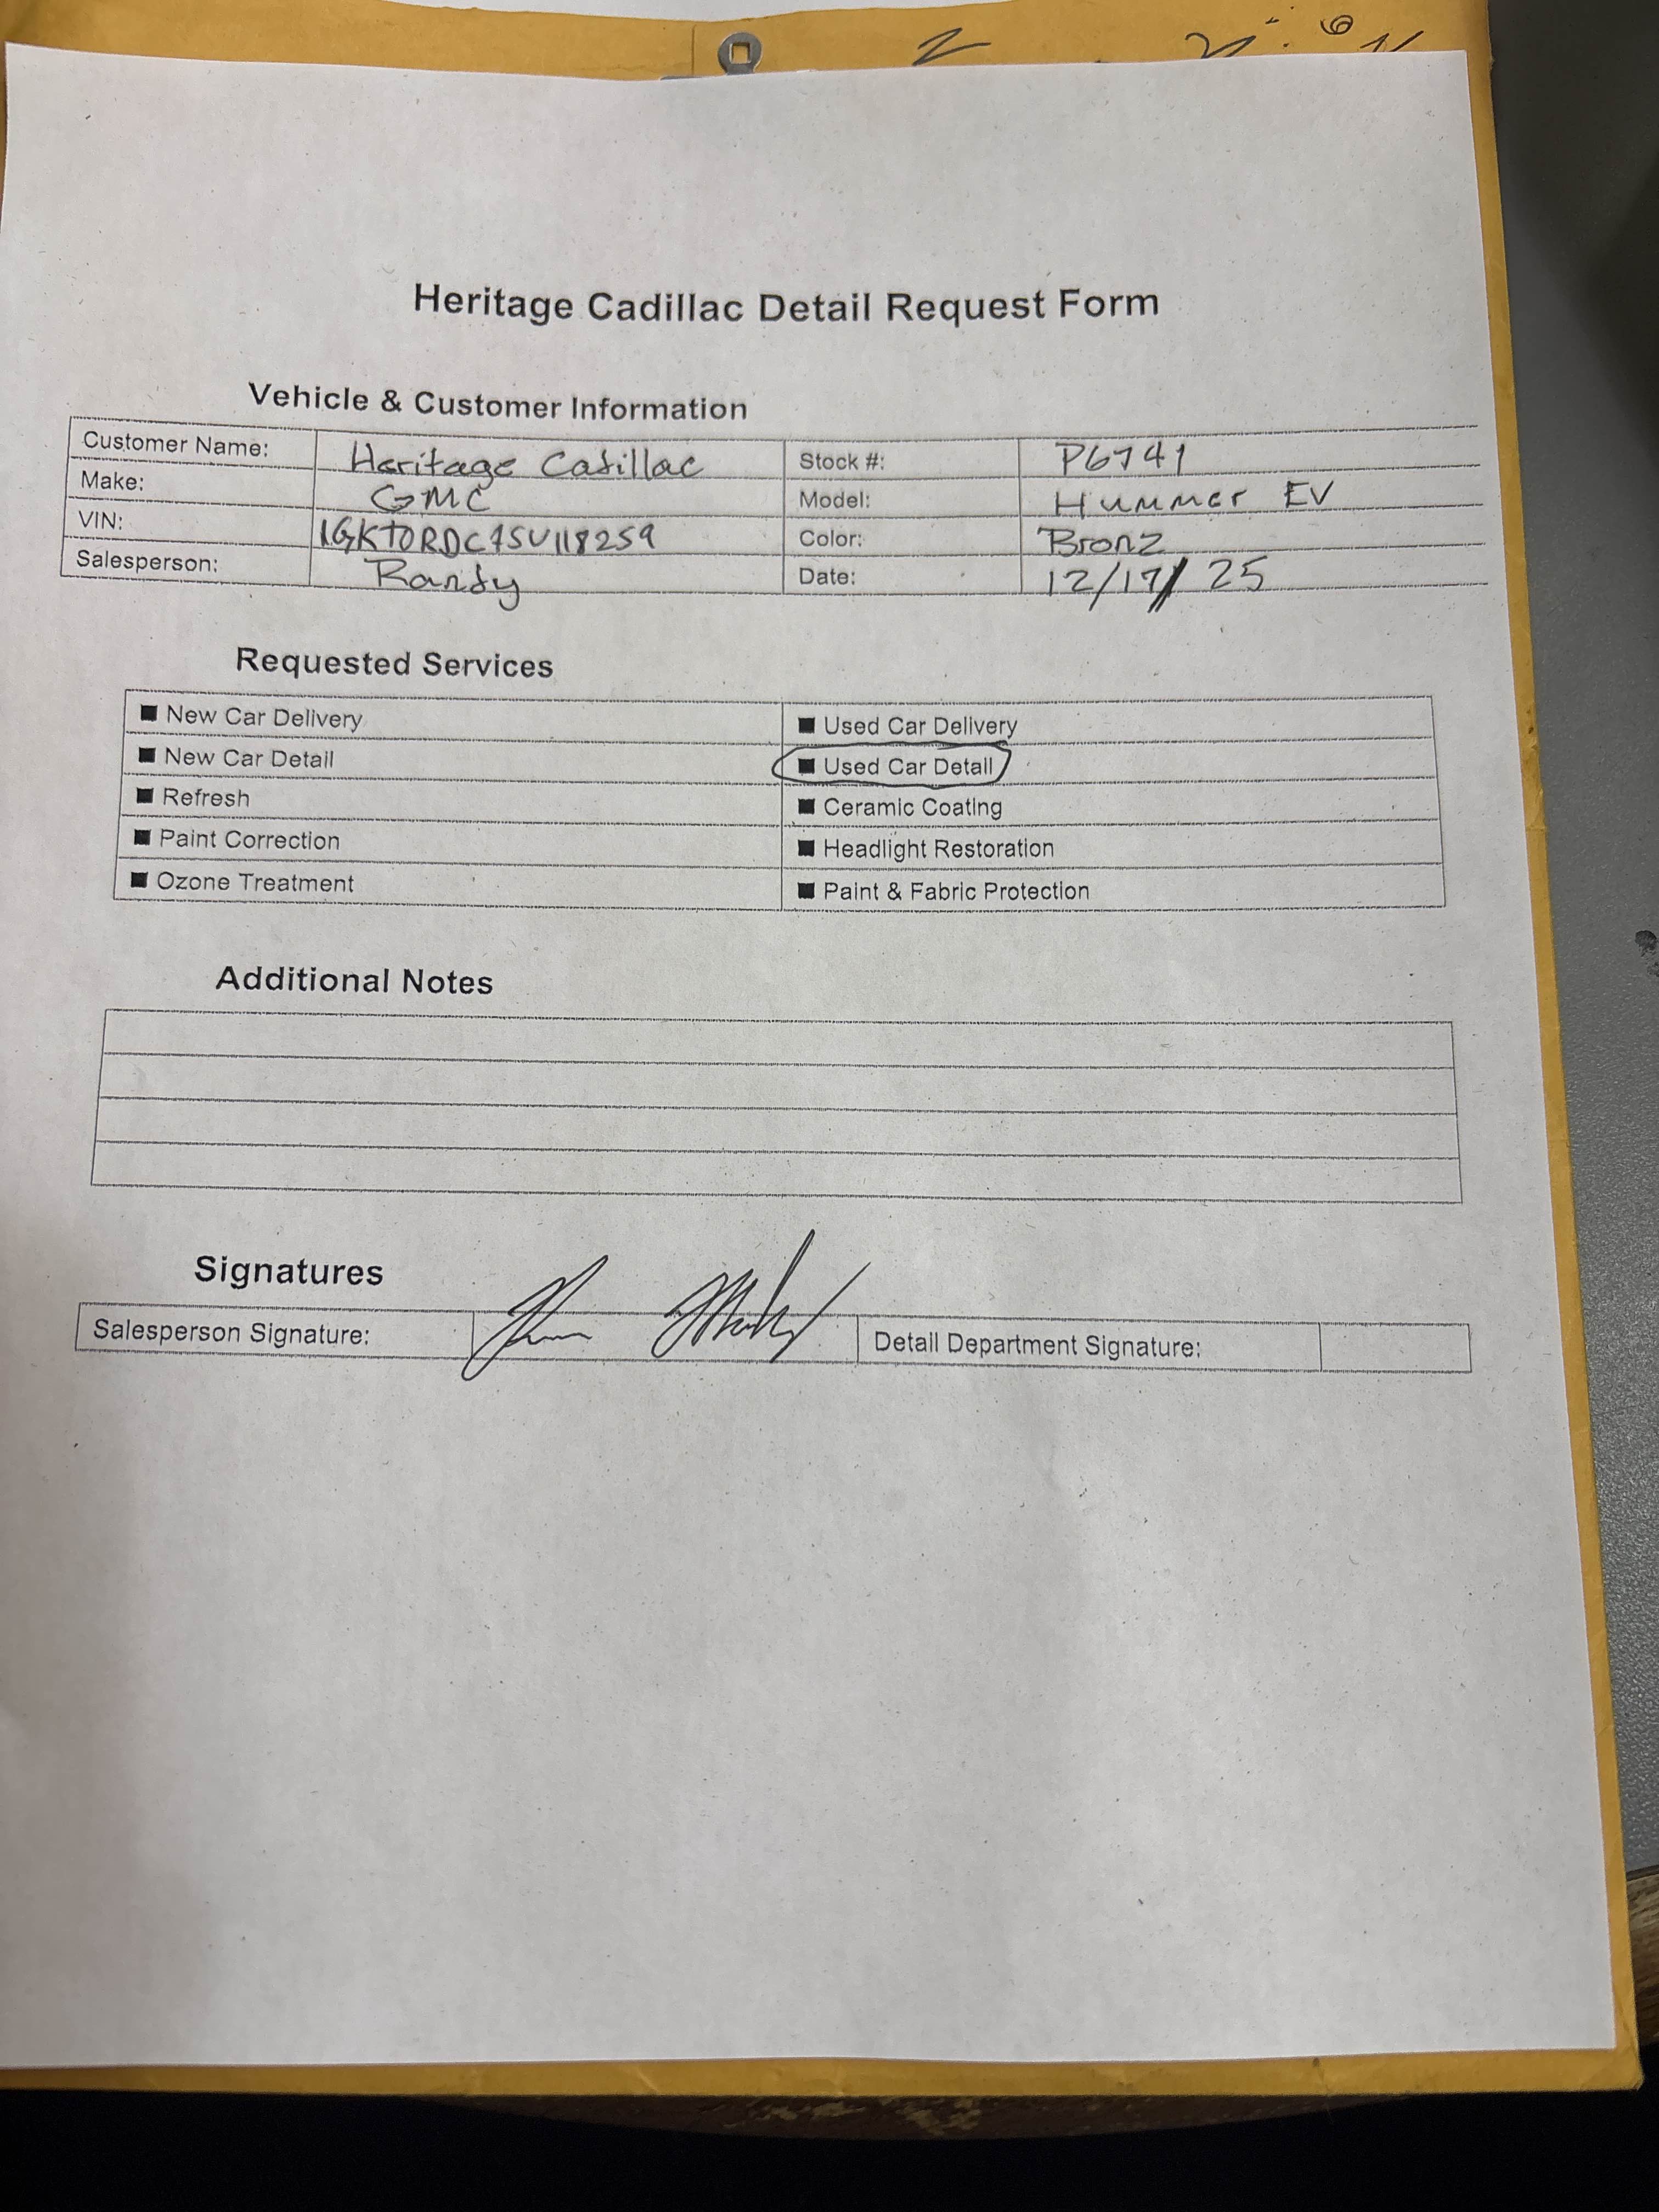 Heritage Cadillac Detail Request Form
Vehicle & Customer Information
Customer Name: Heritage Cadillac Stock #: P6741
Make: GMC Model: Hummer EV
VIN: 1GKT0RDC7SU118259 Color: Bronz
Salesperson: Randy Date: 12/17/25
Requested Services
■ New Car Delivery ■ Used Car Delivery
■ New Car Detail ■ Used Car Detail
■ Refresh ■ Ceramic Coating
■ Paint Correction ■ Headlight Restoration
■ Ozone Treatment ■ Paint & Fabric Protection
Additional Notes
Signatures
Salesperson Signature: Detail Department Signature: